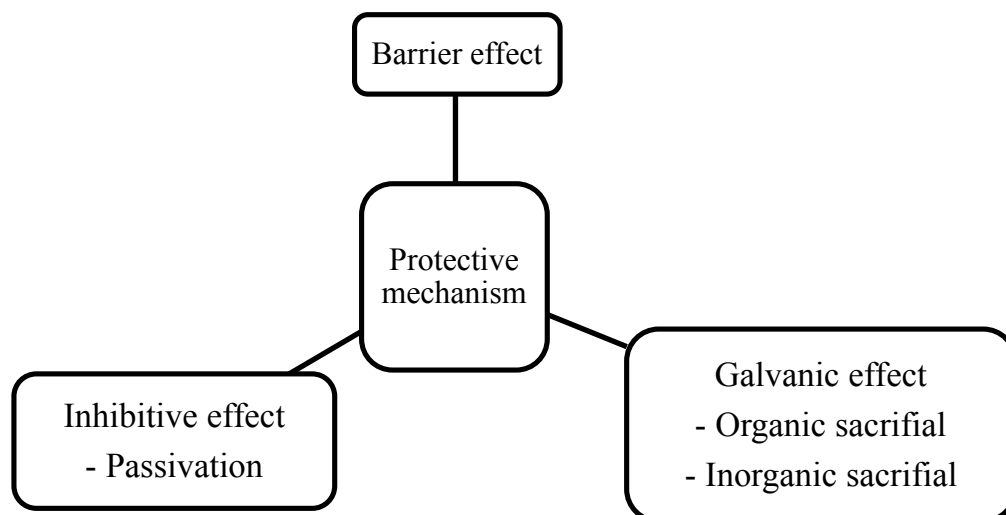 Barrier effect
Protective
mechanism
Inhibitive effect
- Passivation
Galvanic effect
- Organic sacrifial
- Inorganic sacrifial